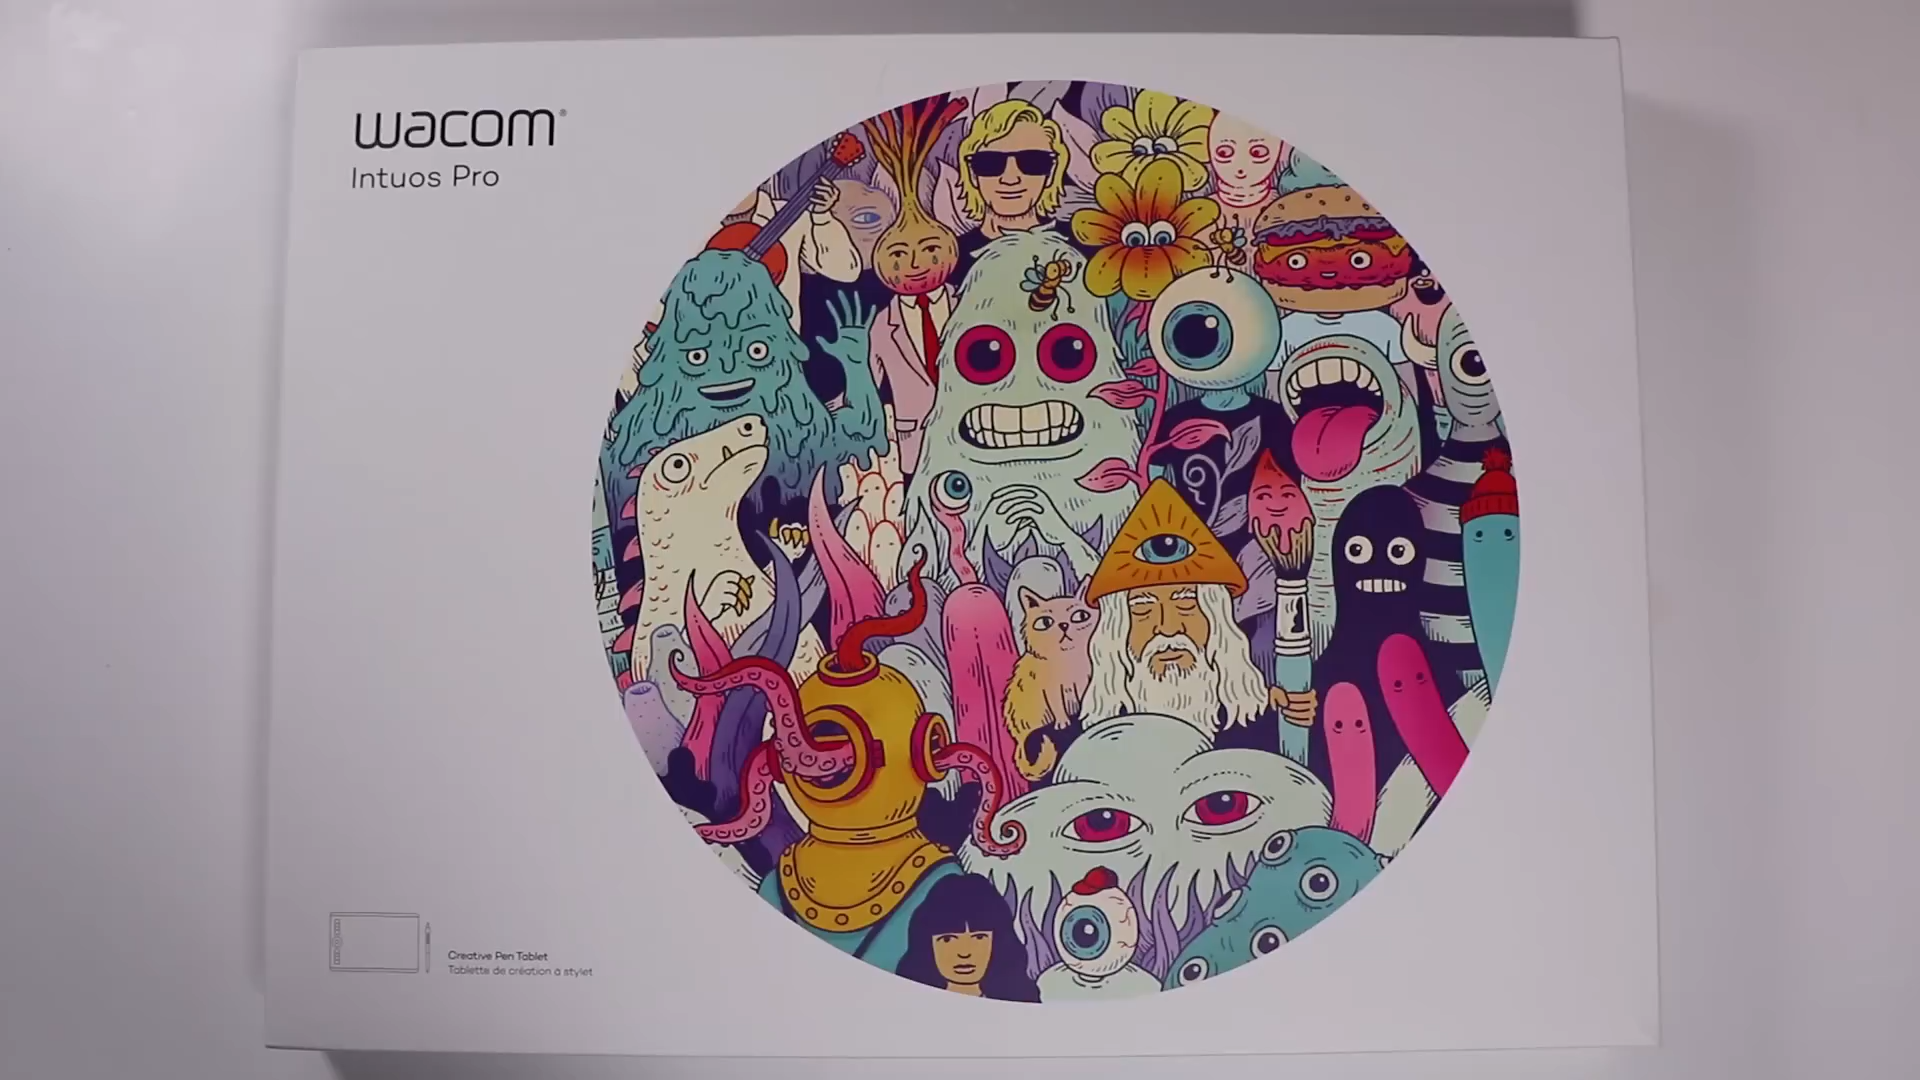 wacom®
Intuos Pro
Creative Pen Tablet
Tablette de création à stylet